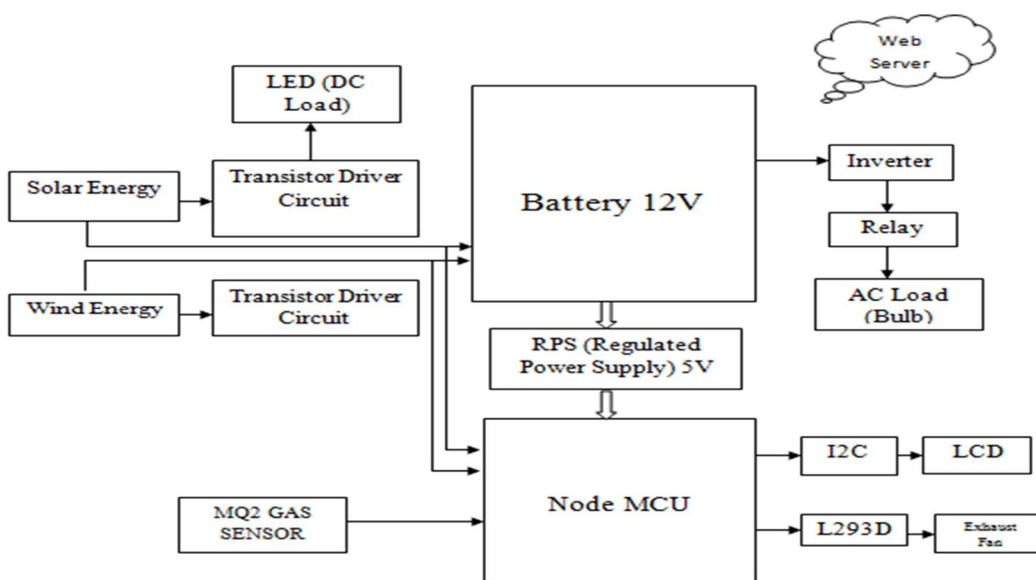 Web
Server
LED (DC
Load)
Solar Energy
Transistor Driver
Circuit
Battery 12V
Inverter
Relay
AC Load
(Bulb)
Wind Energy
Transistor Driver
Circuit
RPS (Regulated
Power Supply) 5V
Node MCU
I2C
LCD
MQ2 GAS
SENSOR
L293D
Exhaust
Fan